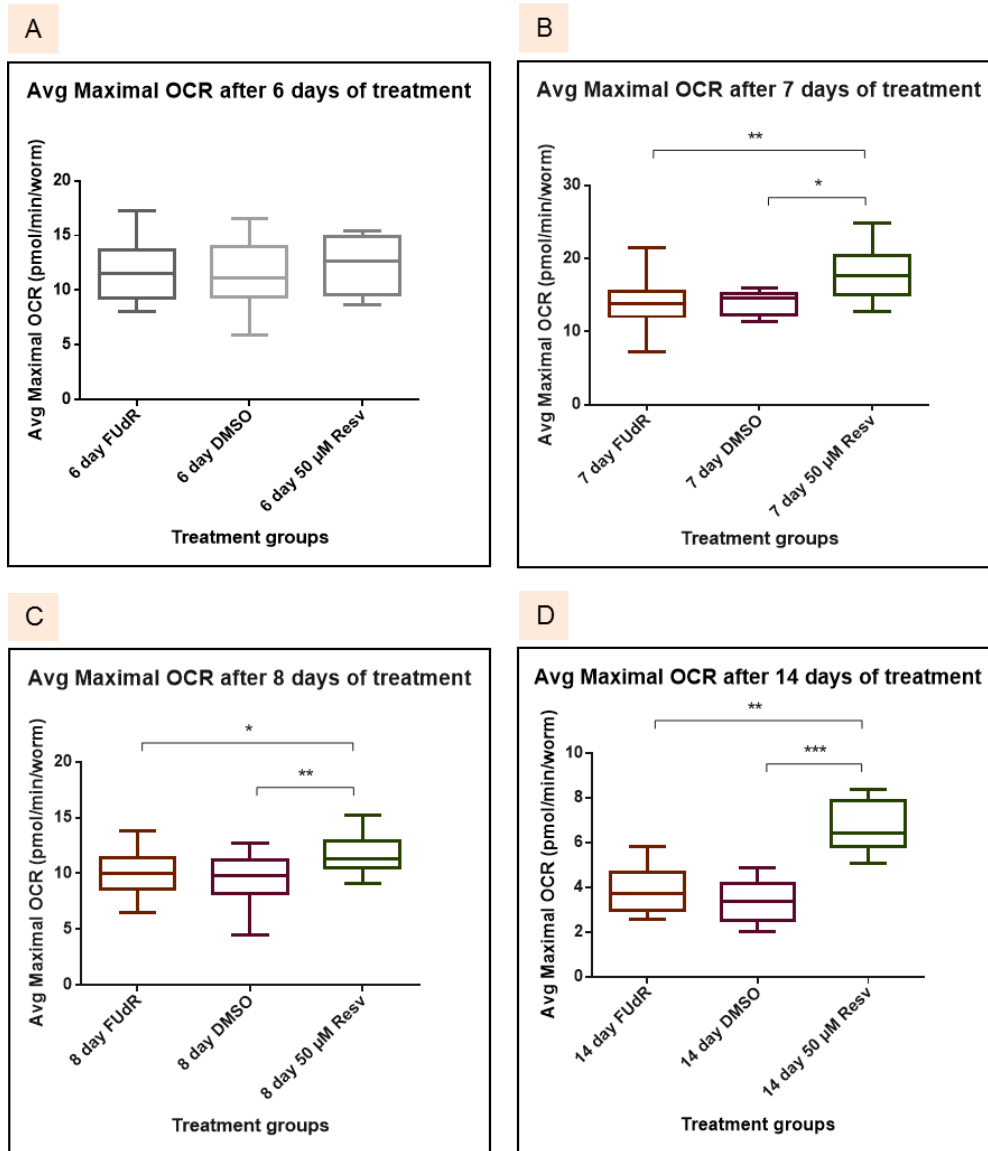 A
Avg Maximal OCR after 6 days of treatment
Avg Maximal OCR (pmol/min/worm)
20
15
10
5
0
6 day FUdR
6 day DMSO
6 day 50 µM Resv
Treatment groups
B
Avg Maximal OCR after 7 days of treatment
**
*
Avg Maximal OCR (pmol/min/worm)
30
20
10
0
7 day FUdR
7 day DMSO
7 day 50 µM Resv
Treatment groups
C
Avg Maximal OCR after 8 days of treatment
*
**
Avg Maximal OCR (pmol/min/worm)
20
15
10
5
0
8 day FUdR
8 day DMSO
8 day 50 µM Resv
Treatment groups
D
Avg Maximal OCR after 14 days of treatment
**
***
Avg Maximal OCR (pmol/min/worm)
10
8
6
4
2
0
14 day FUdR
14 day DMSO
14 day 50 µM Resv
Treatment groups